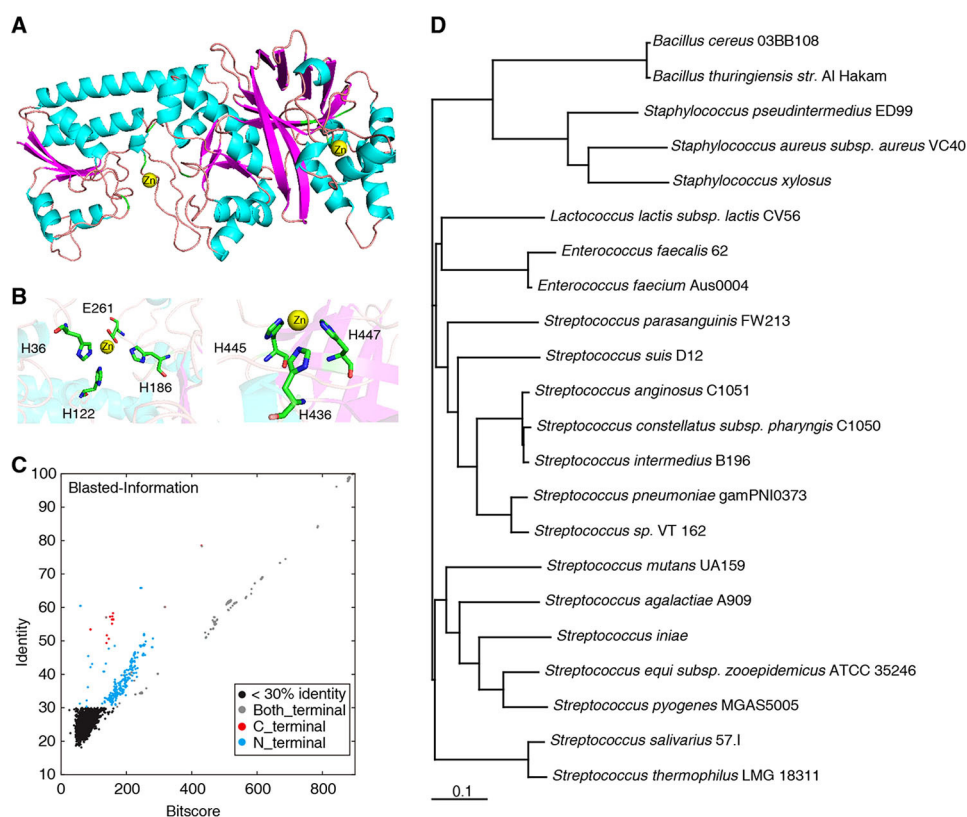 A
Zn
Zn
B
E261
Zn
H36
H186
H122
Zn
H445
H447
H436
C
Blasted-Information
100
90
80
70
60
50
40
30
20
10
Identity
0
200
400
600
800
Bitscore
< 30% identity
Both_terminal
C_terminal
N_terminal
D
Bacillus cereus 03BB108
Bacillus thuringiensis str. Al Hakam
Staphylococcus pseudintermedius ED99
Staphylococcus aureus subsp. aureus VC40
Staphylococcus xylosus
Lactococcus lactis subsp. lactis CV56
Enterococcus faecalis 62
Enterococcus faecium Aus0004
Streptococcus parasanguinis FW213
Streptococcus suis D12
Streptococcus anginosus C1051
Streptococcus constellatus subsp. pharyngis C1050
Streptococcus intermedius B196
Streptococcus pneumoniae gamPNI0373
Streptococcus sp. VT 162
Streptococcus mutans UA159
Streptococcus agalactiae A909
Streptococcus iniae
Streptococcus equi subsp. zooepidemicus ATCC 35246
Streptococcus pyogenes MGAS5005
Streptococcus salivarius 57.I
Streptococcus thermophilus LMG 18311
0.1